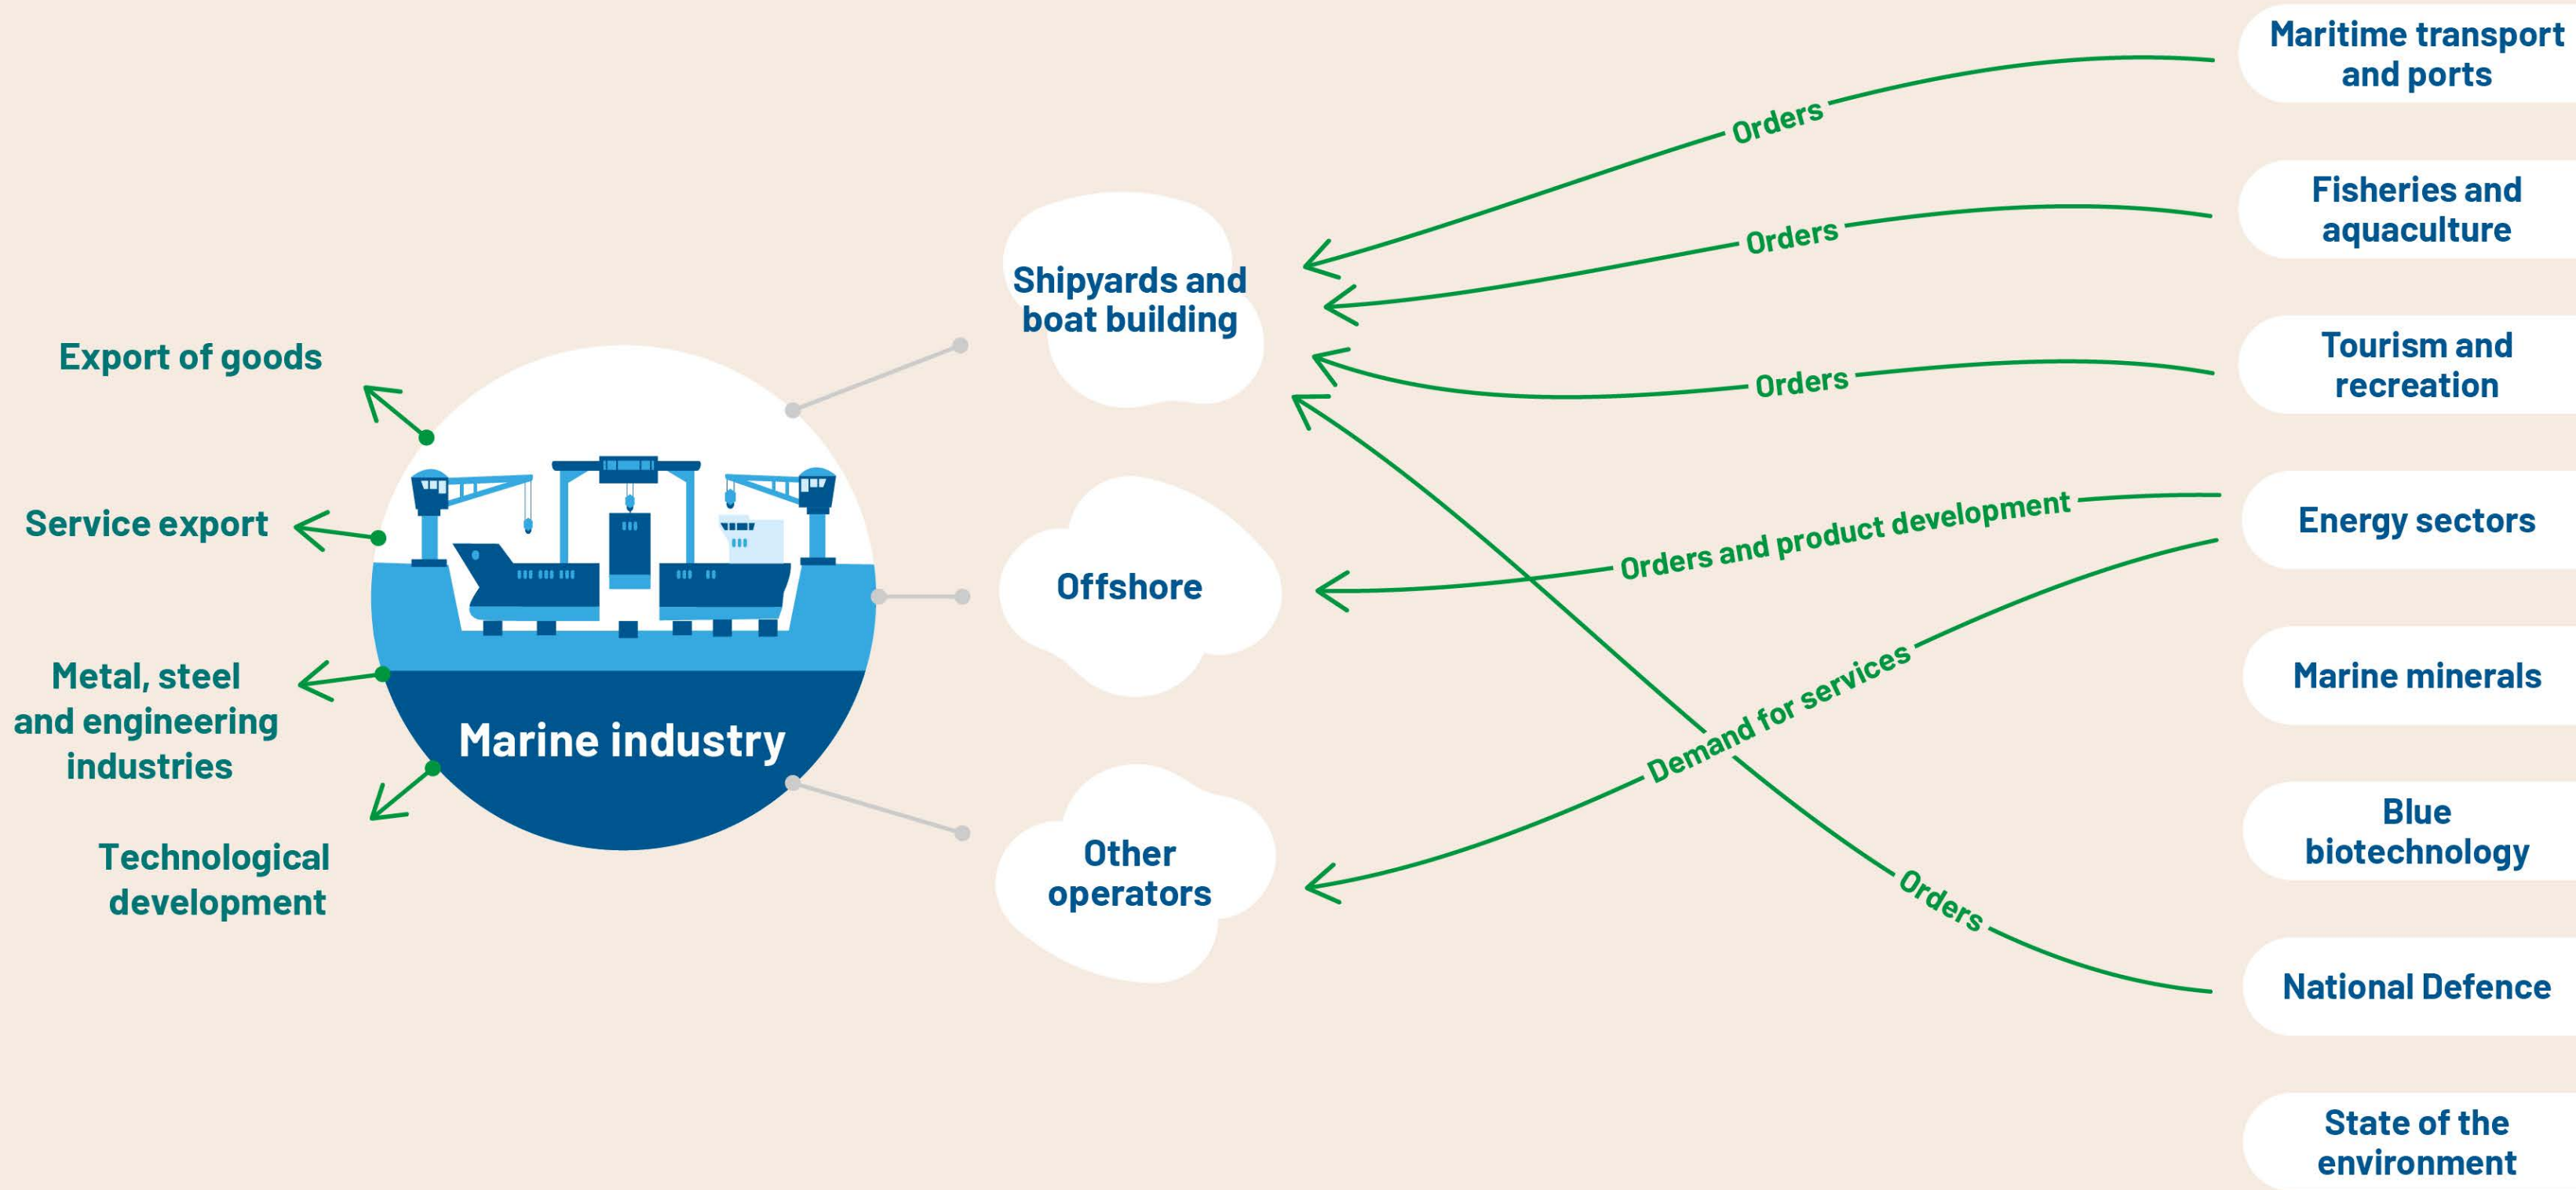 Export of goods
Service export
Metal, steel
and engineering
industries
Technological
development
Marine industry
Shipyards and
boat building
Offshore
Other
operators
Orders
Orders
Orders
Orders and product development
Demand for services
Orders
Maritime transport
and ports
Fisheries and
aquaculture
Tourism and
recreation
Energy sectors
Marine minerals
Blue
biotechnology
National Defence
State of the
environment